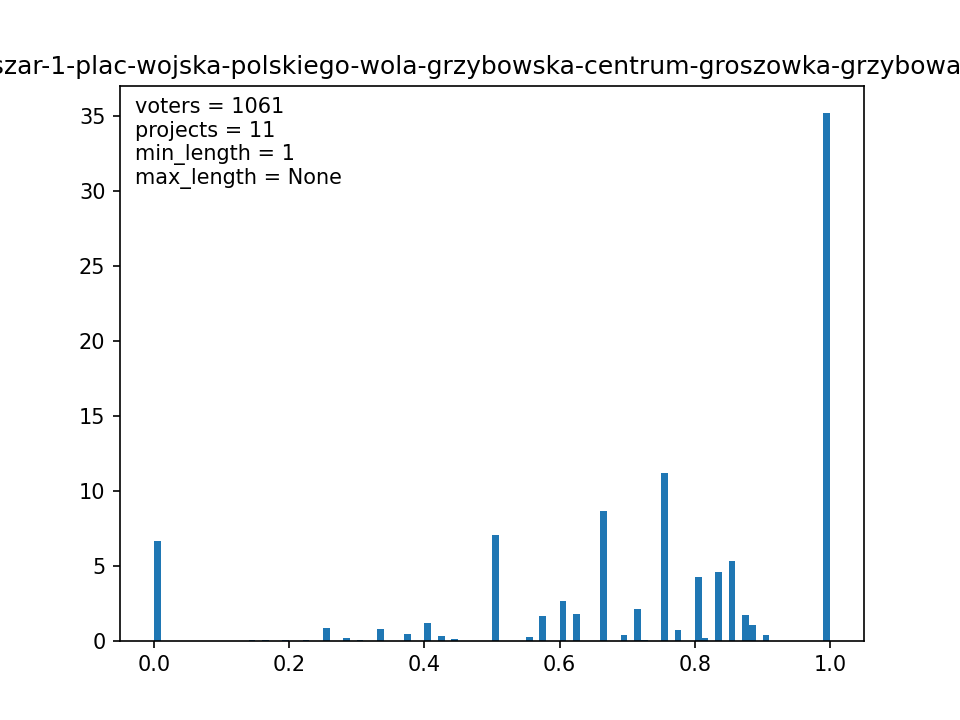 szar-1-plac-wojska-polskiego-wola-grzybowska-centrum-groszowka-grzybowa
voters = 1061
projects = 11
min_length = 1
max_length = None
35
30
25
20
15
10
5
0
0.0 0.2 0.4 0.6 0.8 1.0